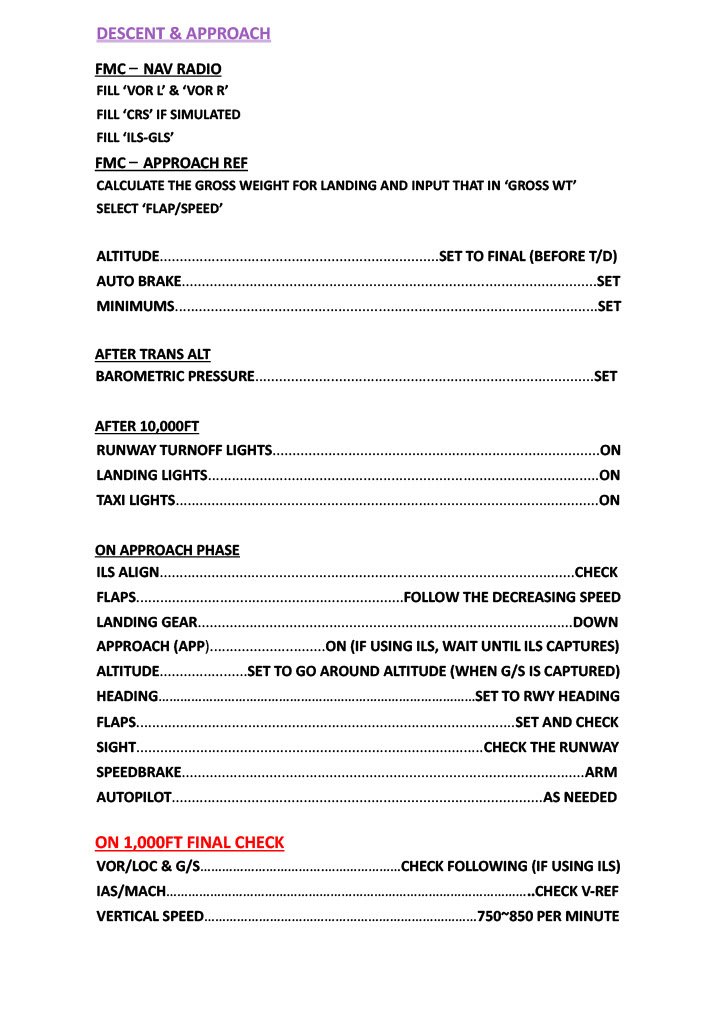 DESCENT & APPROACH
FMC – NAV RADIO
FILL ‘VOR L’ & ‘VOR R’
FILL ‘CRS’ IF SIMULATED
FILL ‘ILS-GLS’
FMC – APPROACH REF
CALCULATE THE GROSS WEIGHT FOR LANDING AND INPUT THAT IN ‘GROSS WT’
SELECT ‘FLAP/SPEED’
ALTITUDE......................................................................SET TO FINAL (BEFORE T/D)
AUTO BRAKE........................................................................................................SET
MINIMUMS..........................................................................................................SET
AFTER TRANS ALT
BAROMETRIC PRESSURE.....................................................................................SET
AFTER 10,000FT
RUNWAY TURNOFF LIGHTS..................................................................................ON
LANDING LIGHTS..................................................................................................ON
TAXI LIGHTS..........................................................................................................ON
ON APPROACH PHASE
ILS ALIGN........................................................................................................CHECK
FLAPS...................................................................FOLLOW THE DECREASING SPEED
LANDING GEAR..............................................................................................DOWN
APPROACH (APP).............................ON (IF USING ILS, WAIT UNTIL ILS CAPTURES)
ALTITUDE......................SET TO GO AROUND ALTITUDE (WHEN G/S IS CAPTURED)
HEADING...............................................................................SET TO RWY HEADING
FLAPS...............................................................................................SET AND CHECK
SIGHT.......................................................................................CHECK THE RUNWAY
SPEEDBRAKE.....................................................................................................ARM
AUTOPILOT.............................................................................................AS NEEDED
ON 1,000FT FINAL CHECK
VOR/LOC & G/S..................................................CHECK FOLLOWING (IF USING ILS)
IAS/MACH............................................................................................CHECK V-REF
VERTICAL SPEED....................................................................750~850 PER MINUTE